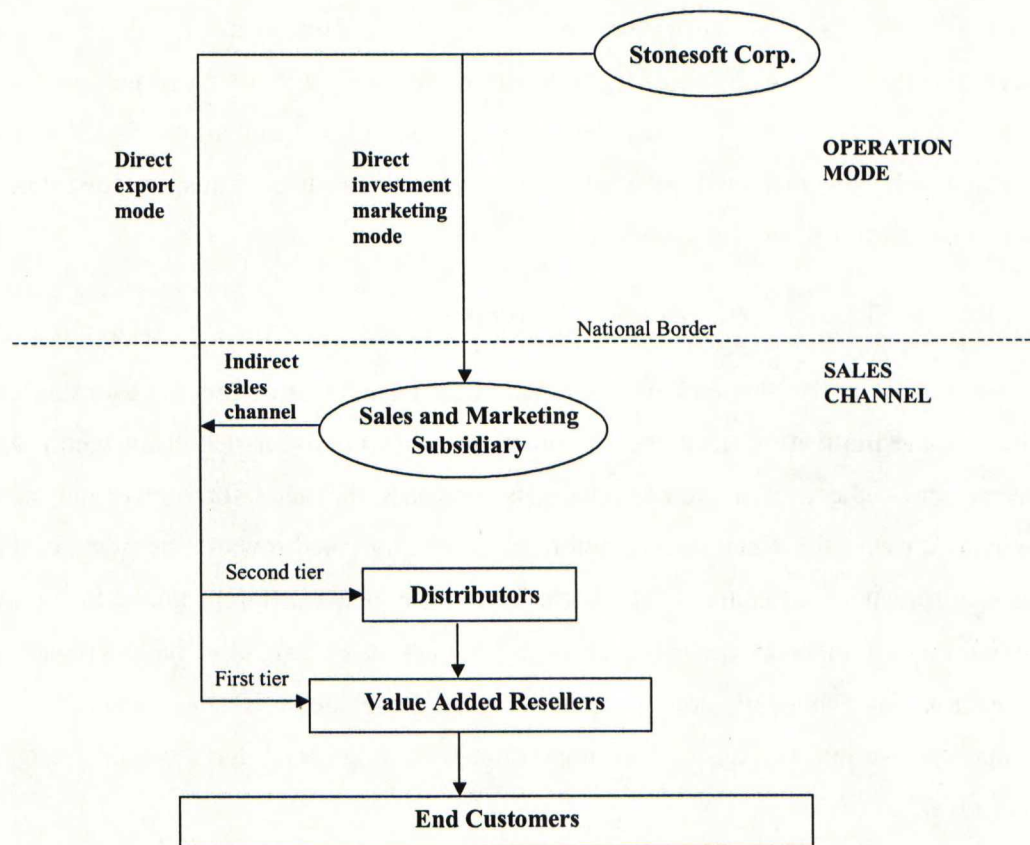 Stonesoft Corp.
Direct
export
mode
Direct
investment
marketing
mode
OPERATION
MODE
National Border
Indirect
sales
channel
Sales and Marketing
Subsidiary
SALES
CHANNEL
Second tier
Distributors
First tier
Value Added Resellers
End Customers